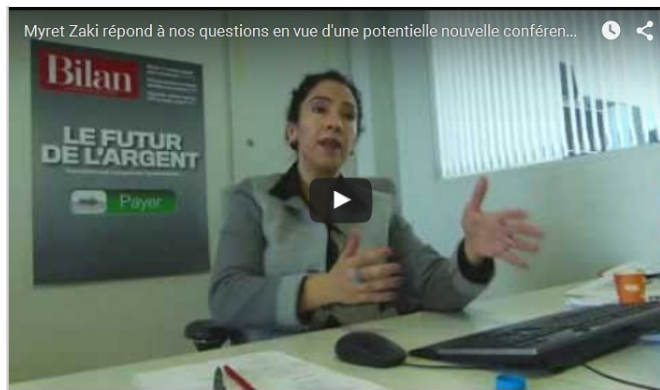 Myret Zaki répond à nos questions en vue d'une potentielle nouvelle conféren...
Bilan
LE FUTUR
DE L'ARGENT
Payer